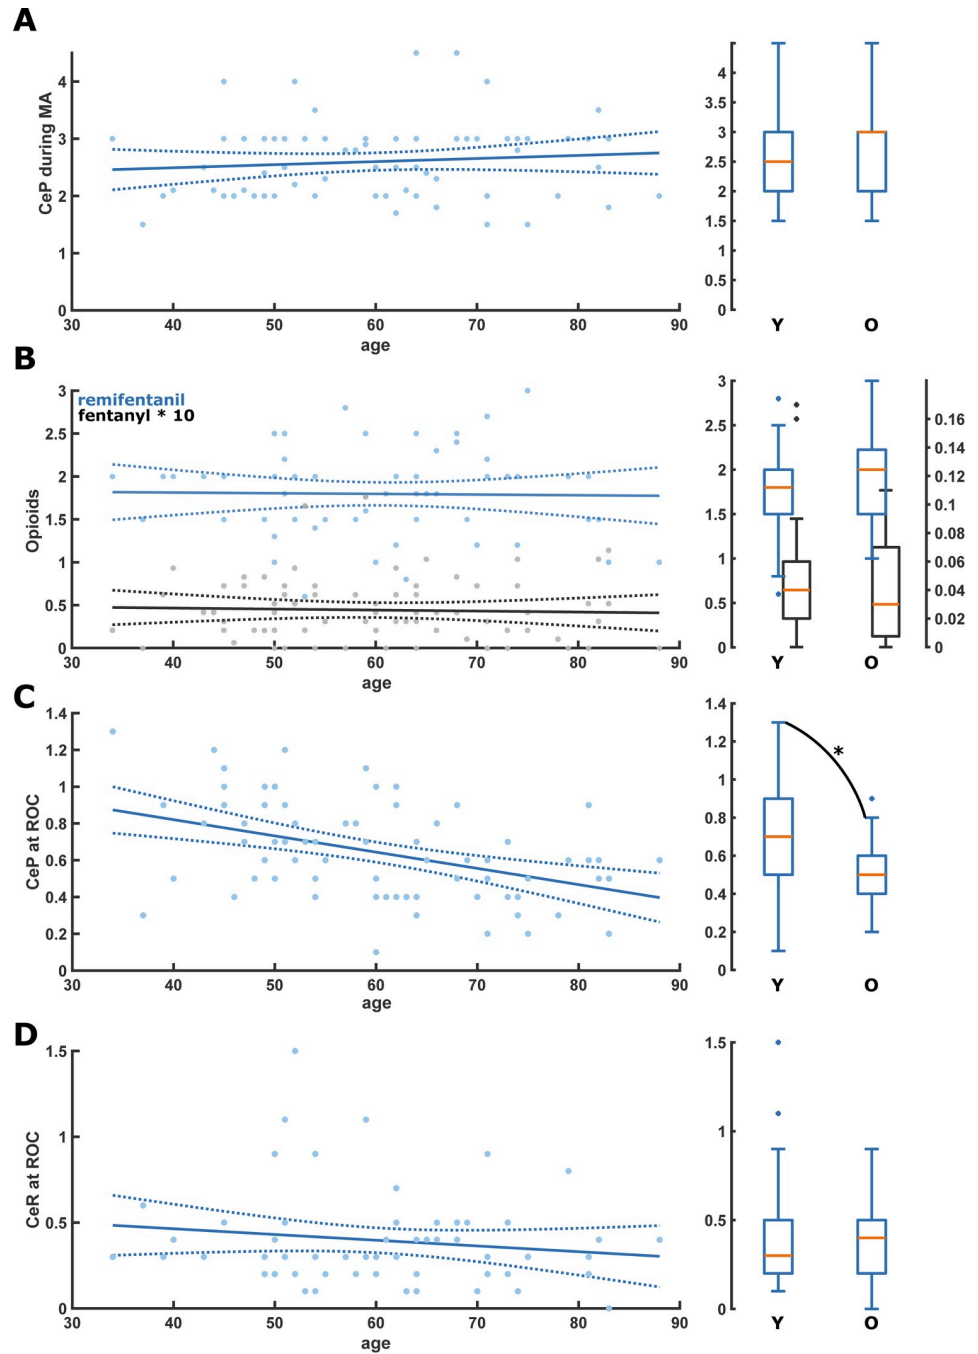 A
CeP during MA
4
3
2
1
0
30 40 50 60 70 80 90
age
4
3.5
3
2.5
2
1.5
1
0.5
0
Y O
B
remifentanil
fentanyl * 10
Opioids
3
2.5
2
1.5
1
0.5
0
30 40 50 60 70 80 90
age
3
2.5
2
1.5
1
0.5
0
Y O
0.16
0.14
0.12
0.1
0.08
0.06
0.04
0.02
0
C
CeP at ROC
1.4
1.2
1
0.8
0.6
0.4
0.2
0
30 40 50 60 70 80 90
age
1.4
1.2
1
0.8
0.6
0.4
0.2
0
*
Y O
D
CeR at ROC
1.5
1
0.5
0
30 40 50 60 70 80 90
age
1.5
1
0.5
0
Y O